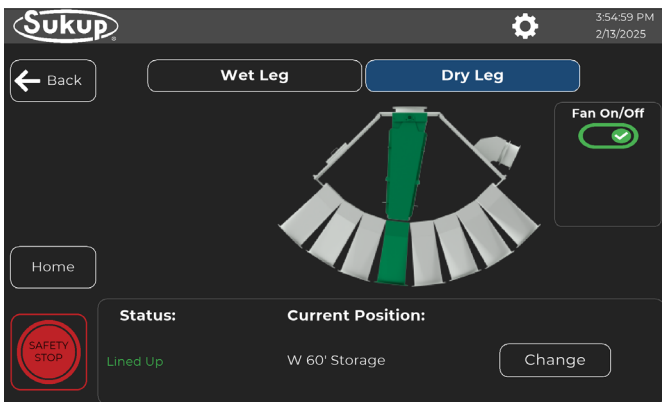 Sukup®
3:54:59 PM
2/13/2025
Back
Wet Leg
Dry Leg
Fan On/Off
Home
Status:
Current Position:
SAFETY
STOP
Lined Up
W 60' Storage
Change